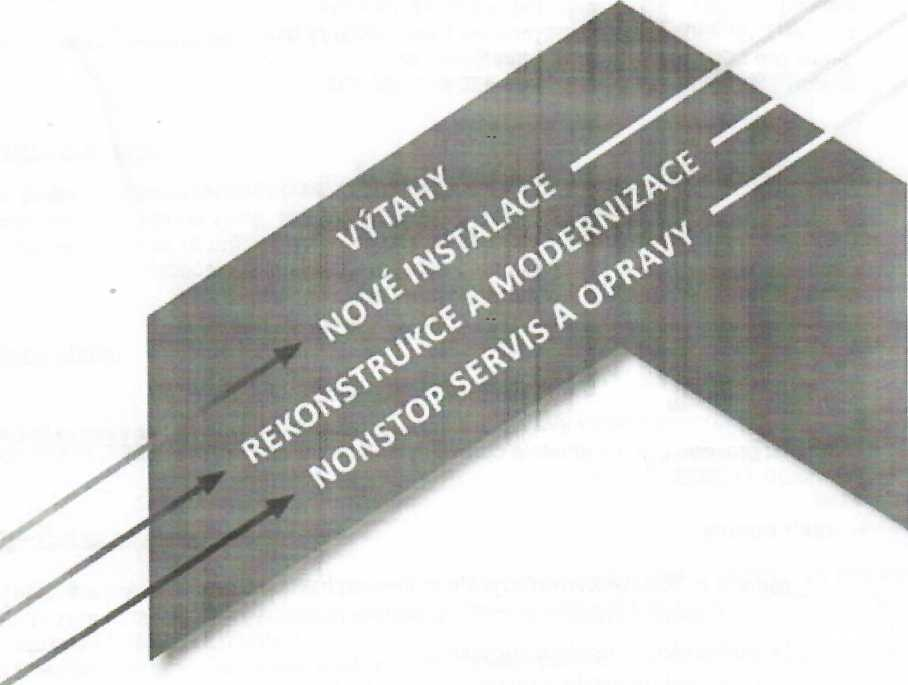 VÝTAHY
NOVÉ INSTALACE
REKONSTRUKCE A MODERNIZACE
NONSTOP SERVIS A OPRAVY